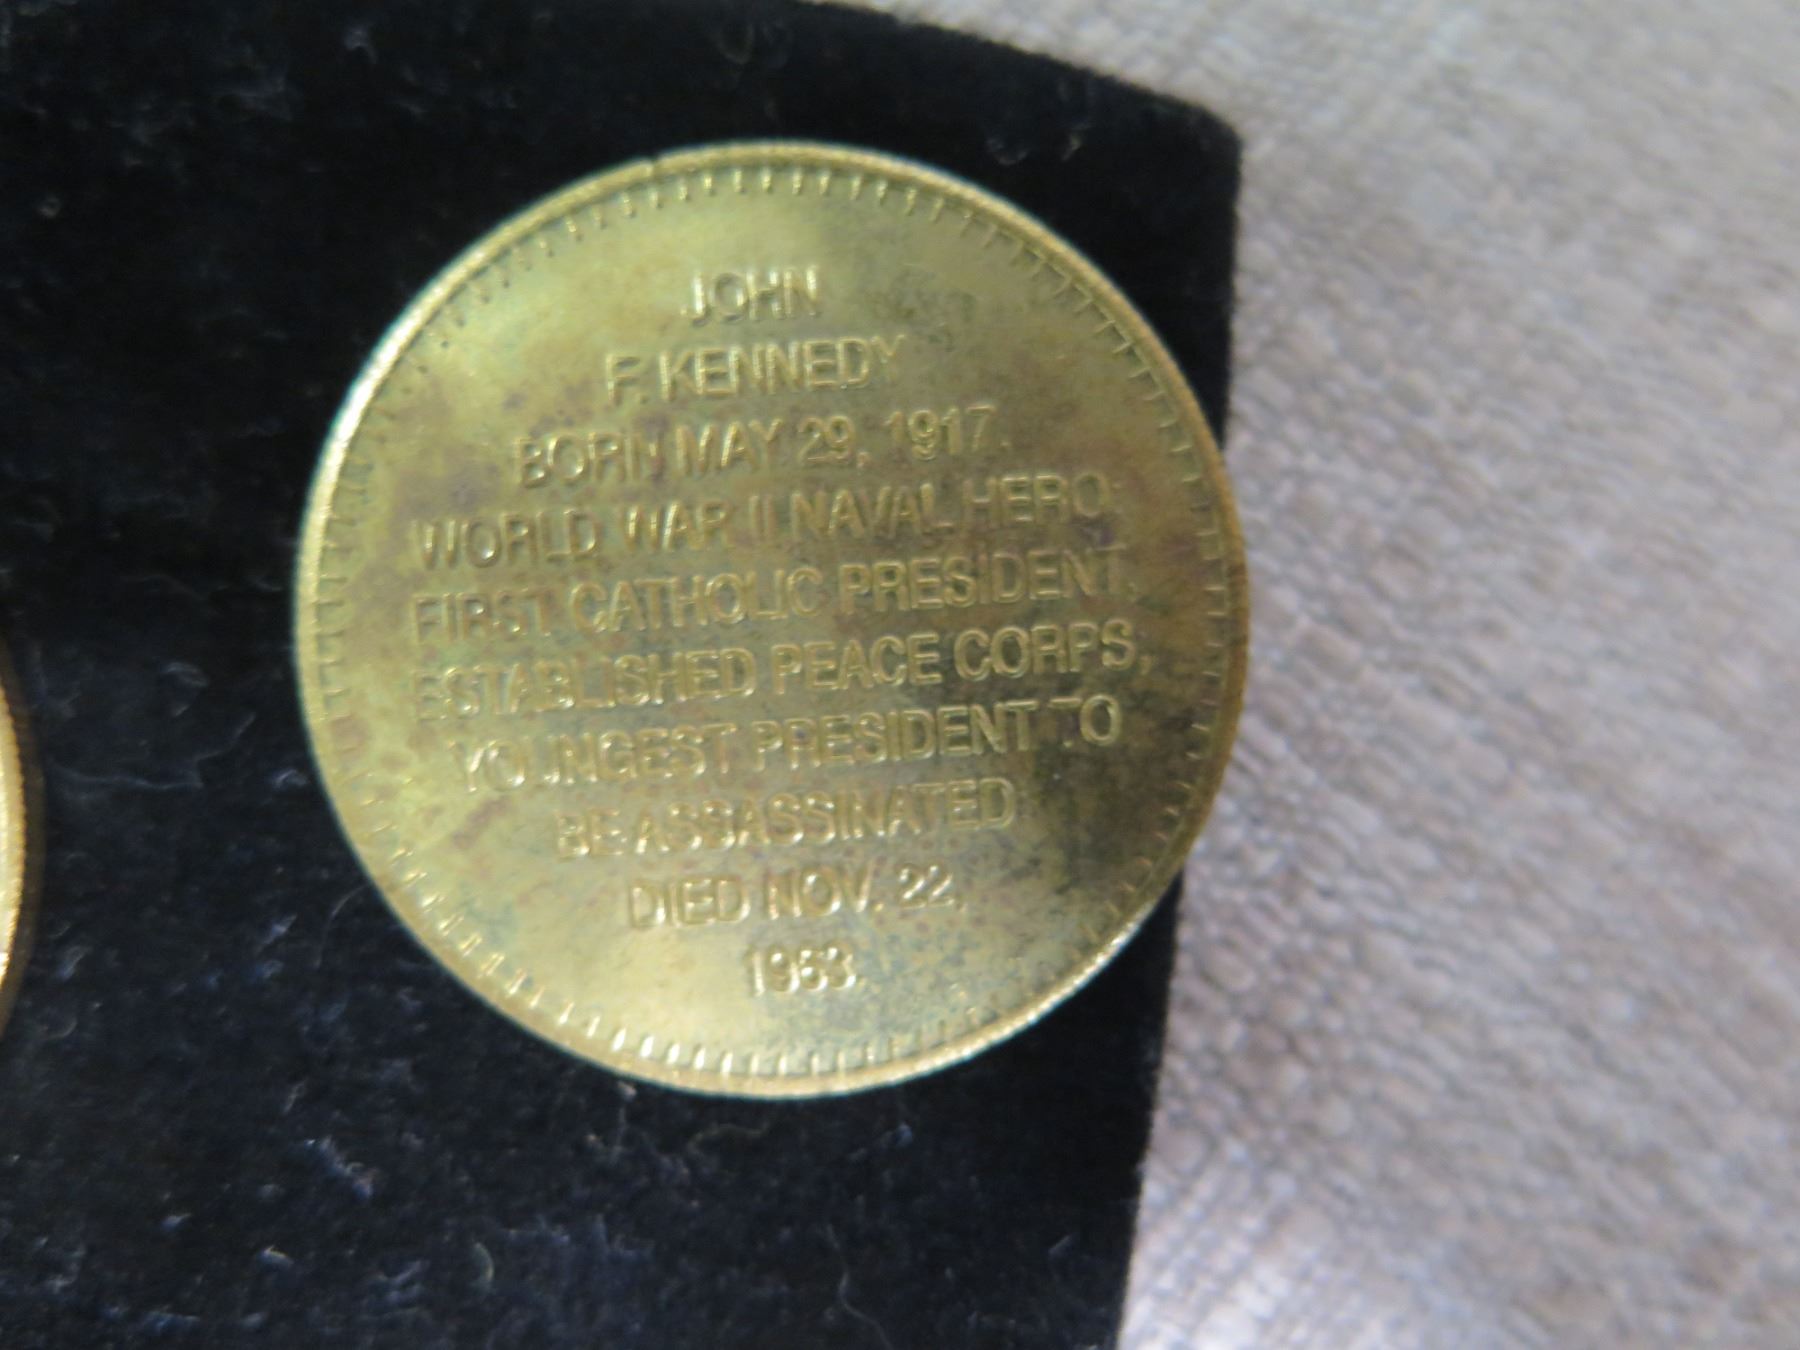 JOHN
F. KENNEDY
BORN MAY 29, 1917.
WORLD WAR II NAVAL HERO.
FIRST CATHOLIC PRESIDENT.
ESTABLISHED PEACE CORPS,
YOUNGEST PRESIDENT TO
BE ASSASSINATED
DIED NOV. 22,
1963